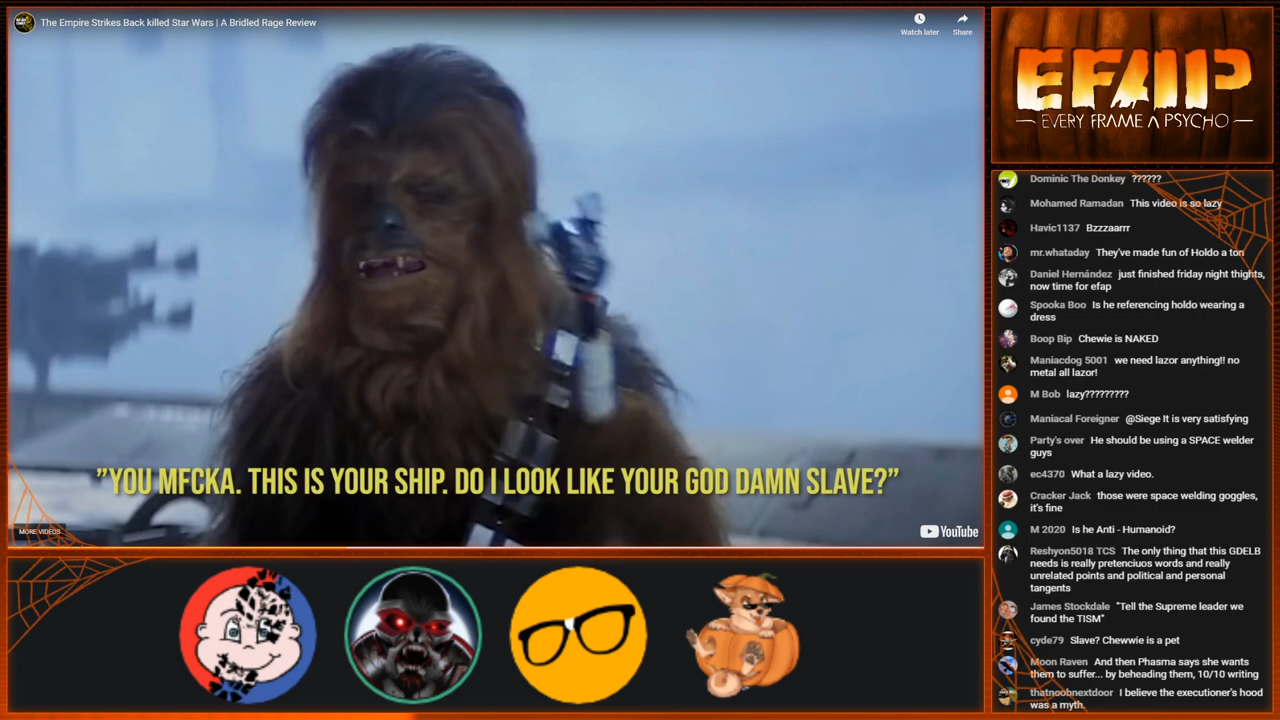 The Empire Strikes Back killed Star Wars | A Bridled Rage Review
Watch later
Share
"YOU MFCKA. THIS IS YOUR SHIP. DO I LOOK LIKE YOUR GOD DAMN SLAVE?"
MORE VIDEOS
YouTube
EFAP
EVERY FRAME A PSYCHO
Dominic The Donkey ??????
Mohamed Ramadan This video is so lazy
Havic1137 Bzzzaarrr
mr.whataday They've made fun of Holdo a ton
Daniel Hernández just finished friday night thights,
now time for efap
Spooka Boo Is he referencing holdo wearing a
dress
Boop Bip Chewie is NAKED
Maniacdog 5001 we need lazor anything!! no
metal all lazor!
M Bob lazy?????????
Maniacal Foreigner @Siege It is very satisfying
Party's over He should be using a SPACE welder
guys
ec4370 What a lazy video.
Cracker Jack those were space welding goggles,
it's fine
M 2020 Is he Anti - Humanoid?
Reshyon5018 TCS The only thing that this GDELB
needs is really pretenciuos words and really
unrelated points and political and personal
tangents
James Stockdale "Tell the Supreme leader we
found the TISM"
cyde79 Slave? Chewwie is a pet
Moon Raven And then Phasma says she wants
them to suffer... by beheading them, 10/10 writing
thatnoobnextdoor I believe the executioner's hood
was a myth.